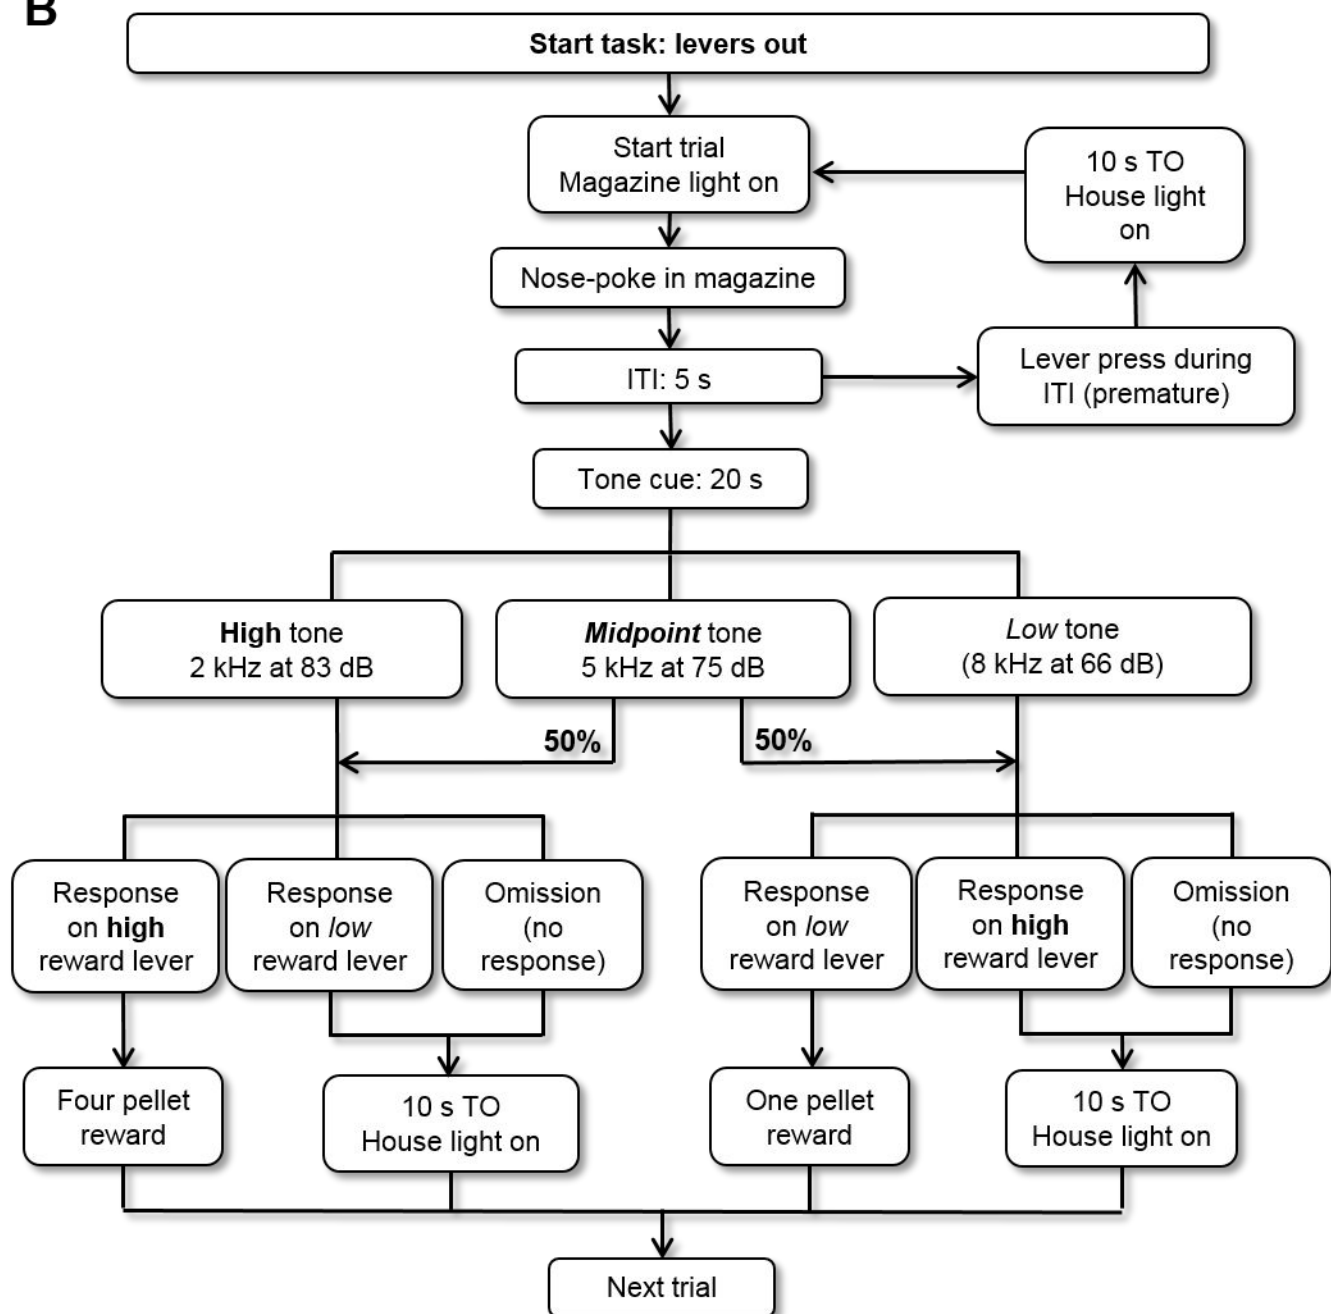 B
Start task: levers out
Start trial
Magazine light on
10 s TO
House light
on
Nose-poke in magazine
ITI: 5 s
Lever press during
ITI (premature)
Tone cue: 20 s
High tone
2 kHz at 83 dB
Midpoint tone
5 kHz at 75 dB
Low tone
(8 kHz at 66 dB)
50%
50%
Response
on high
reward lever
Response
on low
reward lever
Omission
(no
response)
Response
on low
reward lever
Response
on high
reward lever
Omission
(no
response)
Four pellet
reward
10 s TO
House light on
One pellet
reward
10 s TO
House light on
Next trial